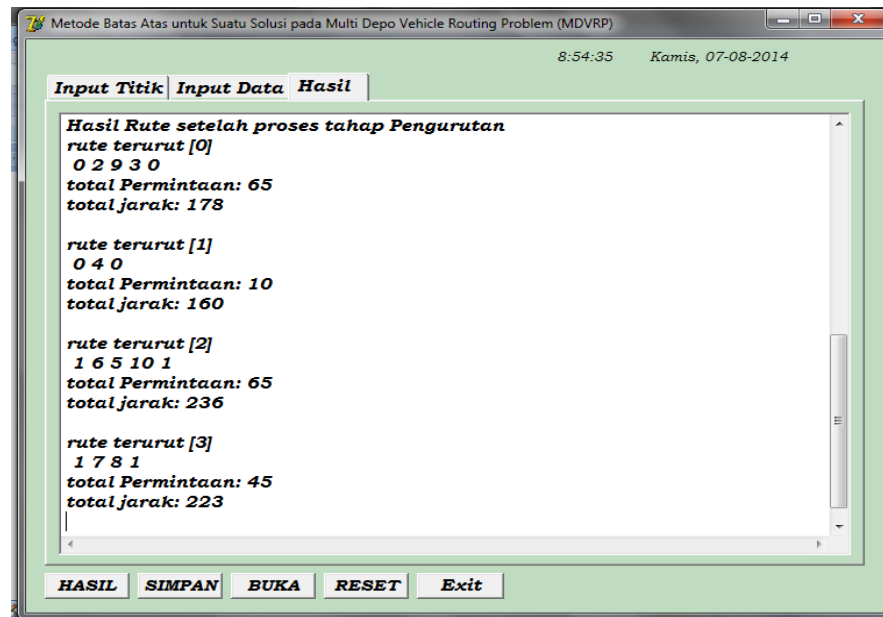 Metode Batas Atas untuk Suatu Solusi pada Multi Depo Vehicle Routing Problem (MDVRP)
8:54:35 Kamis, 07-08-2014
Input Titik Input Data Hasil
Hasil Rute setelah proses tahap Pengurutan
rute terurut [0]
0 2 9 3 0
total Permintaan: 65
total jarak: 178
rute terurut [1]
0 4 0
total Permintaan: 10
total jarak: 160
rute terurut [2]
1 6 5 10 1
total Permintaan: 65
total jarak: 236
rute terurut [3]
1 7 8 1
total Permintaan: 45
total jarak: 223
HASIL SIMPAN BUKA RESET Exit